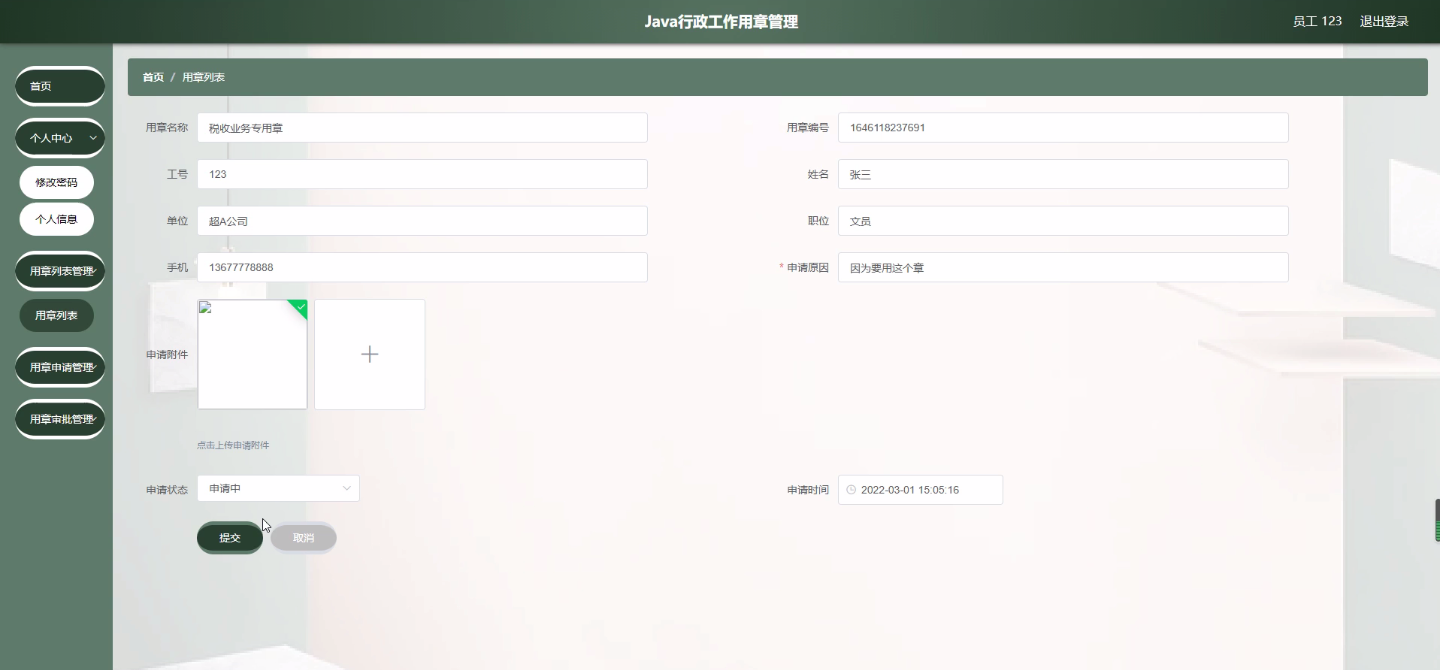 Java行政工作用章管理
员工 123 退出登录
首页
个人中心
修改密码
个人信息
用章列表管理
用章列表
用章申请管理
用章审批管理
首页 / 用章列表
用章名称 税收业务专用章 用章编号 1646118237691
工号 123 姓名 张三
单位 超A公司 职位 文员
手机 13677778888 * 申请原因 因为要用这个章
申请附件
点击上传申请附件
申请状态 申请中 申请时间 2022-03-01 15:05:16
提交 取消